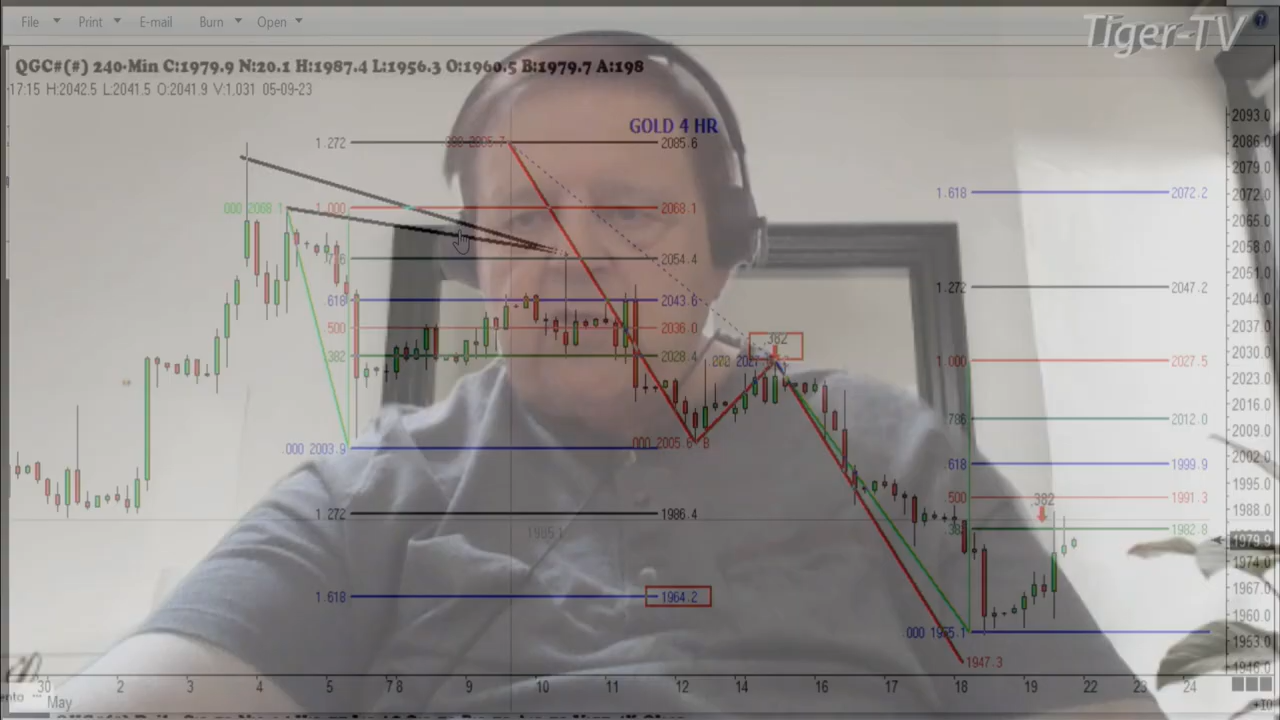 File Print E-mail Burn Open
Tiger-TV
QGC#(#) 240-Min C:1979.9 N:20.1 H:1987.4 L:1956.3 O:1960.5 B:1979.7 A:198
17:15 H:2042.5 L:2041.5 O:2041.9 V:1,031 05-09-23
GOLD 4 HR
2093.0
1.272 2085.6 2086.0
2079.0
1.618 2072.2 2072.0
000 2068.1 1.000 2068.1 2065.0
2058.0
2054.4 2051.0
1.272 2047.2 2044.0
.618 2043.6
.500 2036.0 2037.0
.382 2030.0
.382 2028.4 1.000 2027.5
2023.0
2016.0
.786 2012.0
2009.0
000 2003.9 000 2005.6 B 2002.0
.618 1999.9
1995.0
.500 .382 1991.3
1.272 1986.4 1988.0
1985.1 .382 1982.8
1979.9
1974.0
1967.0
1.618 1964.2
1960.0
000 1955.1 1953.0
1947.3 1946.0
30 2 3 4 5 7 8 9 10 11 12 14 16 17 18 19 22 23 24
May
+10